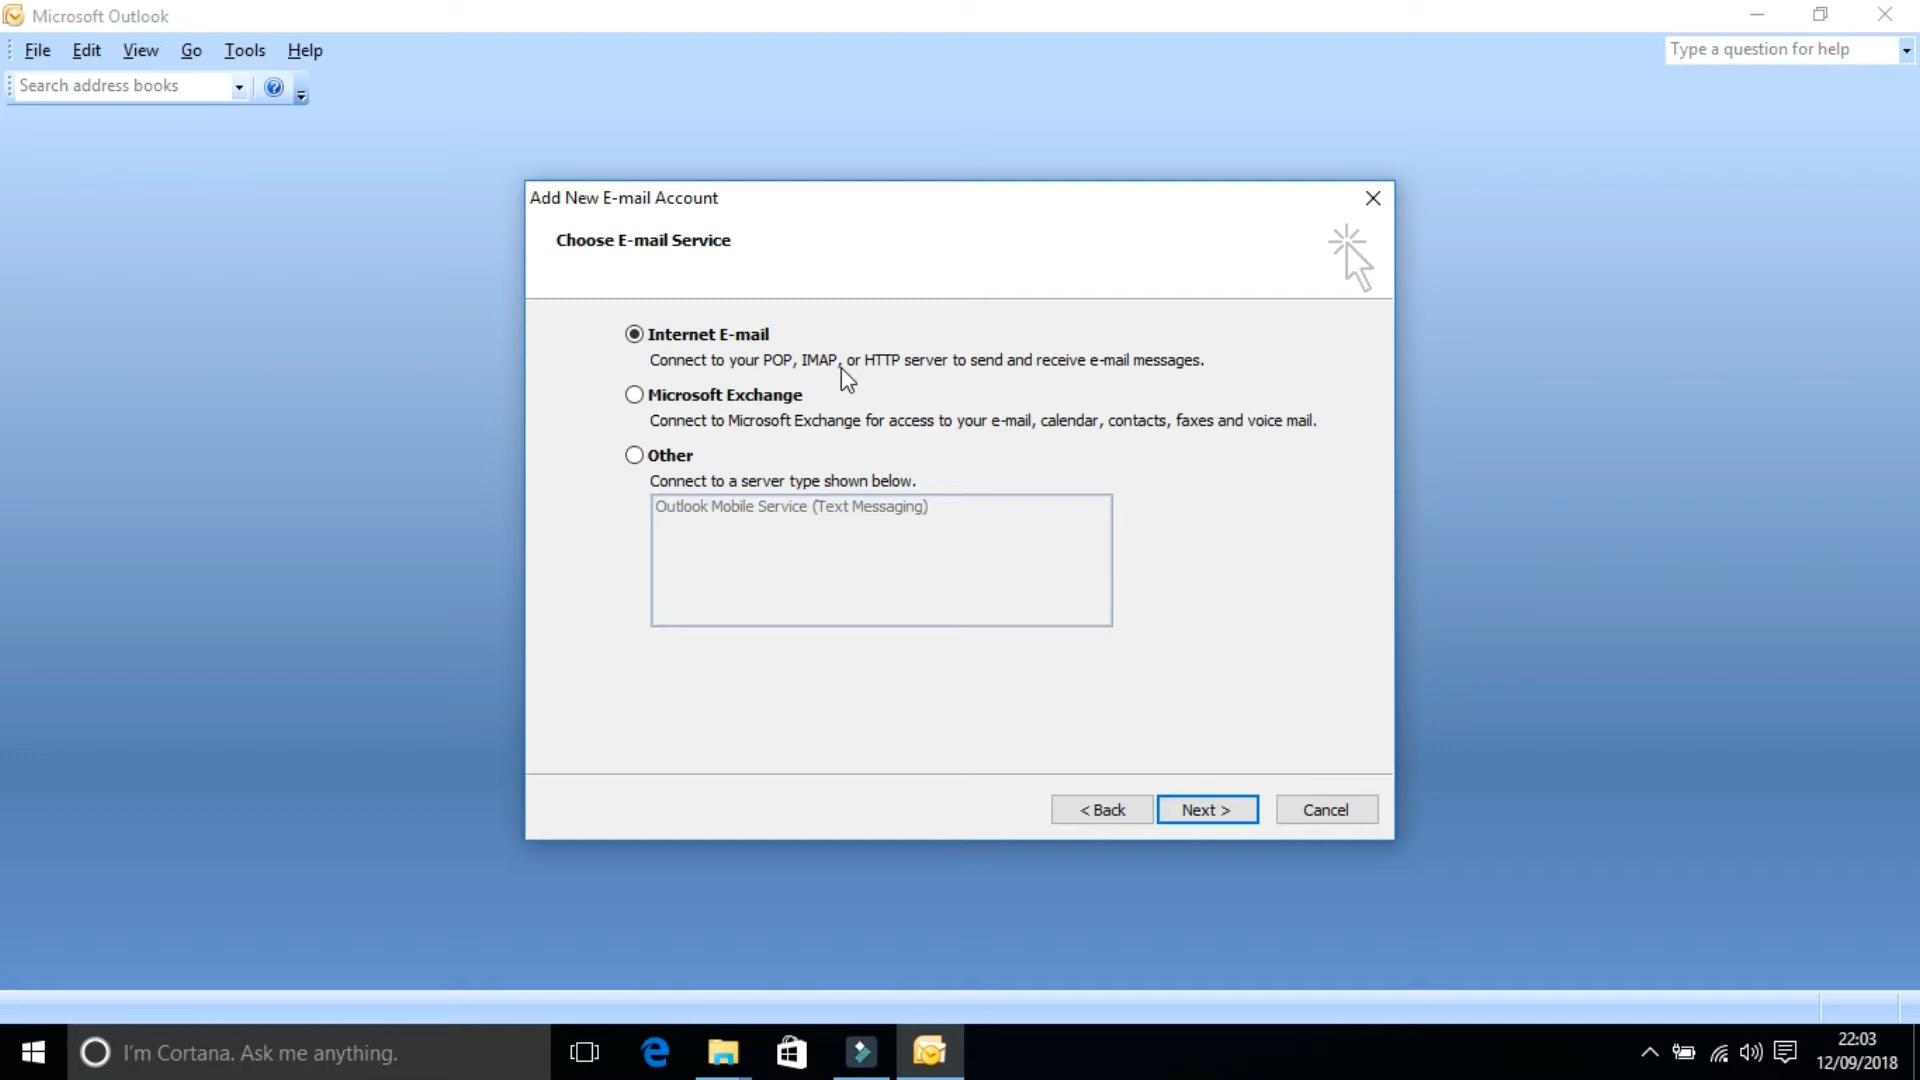 Microsoft Outlook
File Edit View Go Tools Help
Type a question for help
Search address books
Add New E-mail Account
Choose E-mail Service
Internet E-mail
Connect to your POP, IMAP, or HTTP server to send and receive e-mail messages.
Microsoft Exchange
Connect to Microsoft Exchange for access to your e-mail, calendar, contacts, faxes and voice mail.
Other
Connect to a server type shown below.
Outlook Mobile Service (Text Messaging)
< Back Next > Cancel
I'm Cortana. Ask me anything.
22:03
12/09/2018